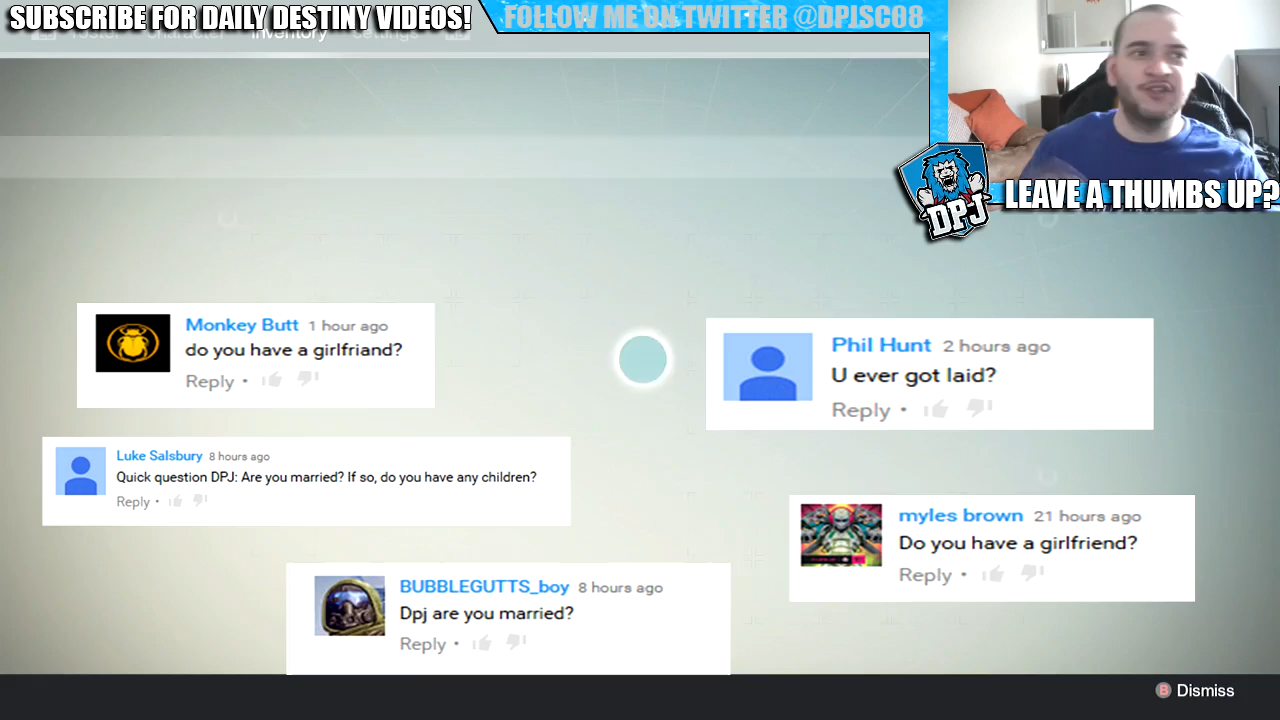 SUBSCRIBE FOR DAILY DESTINY VIDEOS!
FOLLOW ME ON TWITTER @DPJSC08
Inventory
DPJ
LEAVE A THUMBS UP?
Monkey Butt 1 hour ago
do you have a girlfriand?
Reply •
Phil Hunt 2 hours ago
U ever got laid?
Reply •
Luke Salsbury 8 hours ago
Quick question DPJ: Are you married? If so, do you have any children?
Reply •
myles brown 21 hours ago
Do you have a girlfriend?
Reply •
BUBBLEGUTTS_boy 8 hours ago
Dpj are you married?
Reply •
B Dismiss